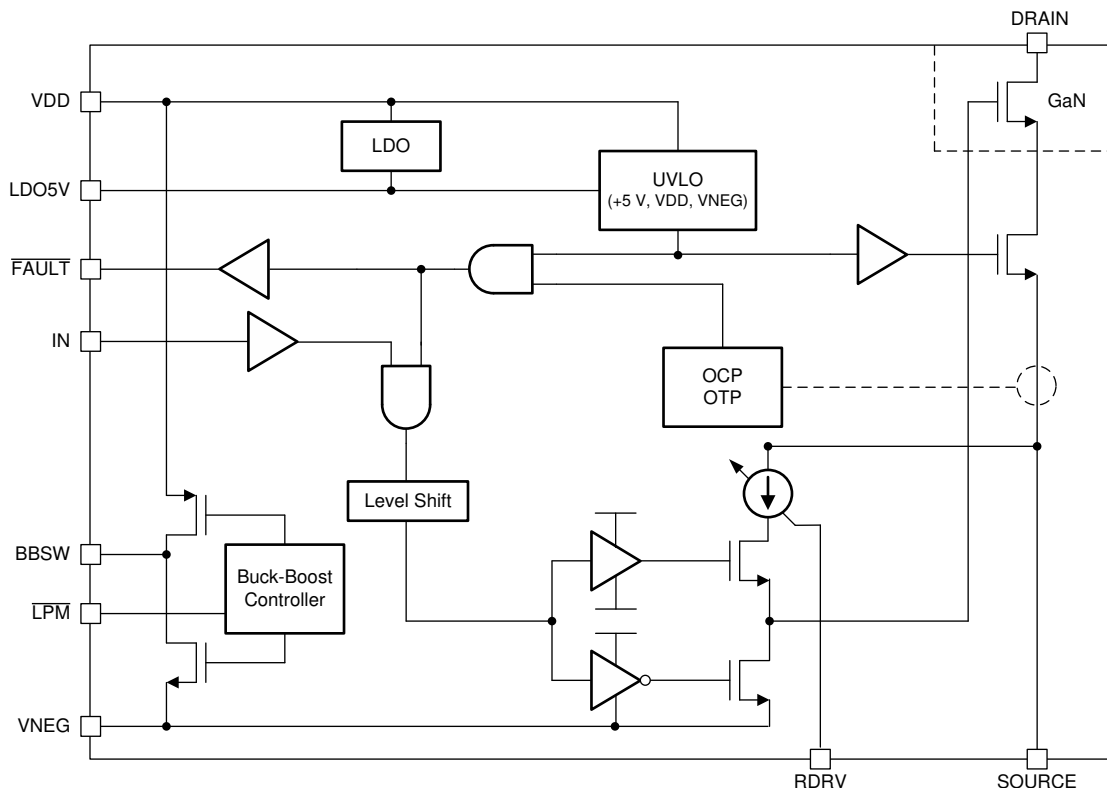 DRAIN
VDD
GaN
LDO
LDO5V
UVLO
(+5 V, VDD, VNEG)
FAULT
IN
OCP
OTP
Level Shift
BBSW
Buck-Boost
Controller
LPM
VNEG
RDRV
SOURCE